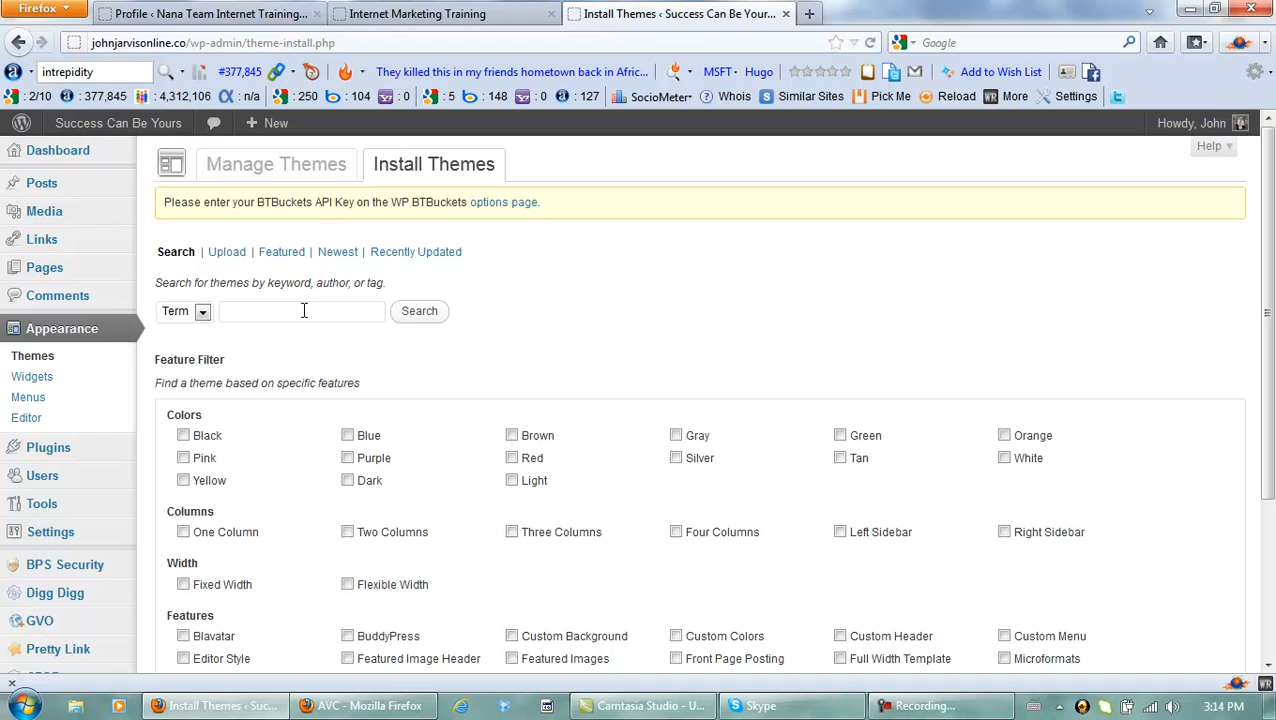 Firefox
Profile ‹ Nana Team Internet Training...
Internet Marketing Training
Install Themes ‹ Success Can Be Your...
johnjarvisonline.co/wp-admin/theme-install.php
Google
intrepidity
#377,845
They killed this in my friends hometown back in Afric...
MSFT
Hugo
Add to Wish List
: 2/10
: 377,845
: 4,312,106
: n/a
: 250
: 104
: 0
: 5
: 148
: 0
: 127
SocioMeter
Whois
Similar Sites
Pick Me
Reload
More
Settings
Success Can Be Yours
New
Howdy, John
Dashboard
Posts
Media
Links
Pages
Comments
Appearance
Themes
Widgets
Menus
Editor
Plugins
Users
Tools
Settings
BPS Security
Digg Digg
GVO
Pretty Link
Manage Themes
Install Themes
Help
Please enter your BTBuckets API Key on the WP BTBuckets options page.
Search | Upload | Featured | Newest | Recently Updated
Search for themes by keyword, author, or tag.
Term
Search
Feature Filter
Find a theme based on specific features
Colors
Black Blue Brown Gray Green Orange
Pink Purple Red Silver Tan White
Yellow Dark Light
Columns
One Column Two Columns Three Columns Four Columns Left Sidebar Right Sidebar
Width
Fixed Width Flexible Width
Features
Blavatar BuddyPress Custom Background Custom Colors Custom Header Custom Menu
Editor Style Featured Image Header Featured Images Front Page Posting Full Width Template Microformats
Install Themes ‹ Suc...
AVC - Mozilla Firefox
Camtasia Studio - U...
Skype
Recording...
3:14 PM